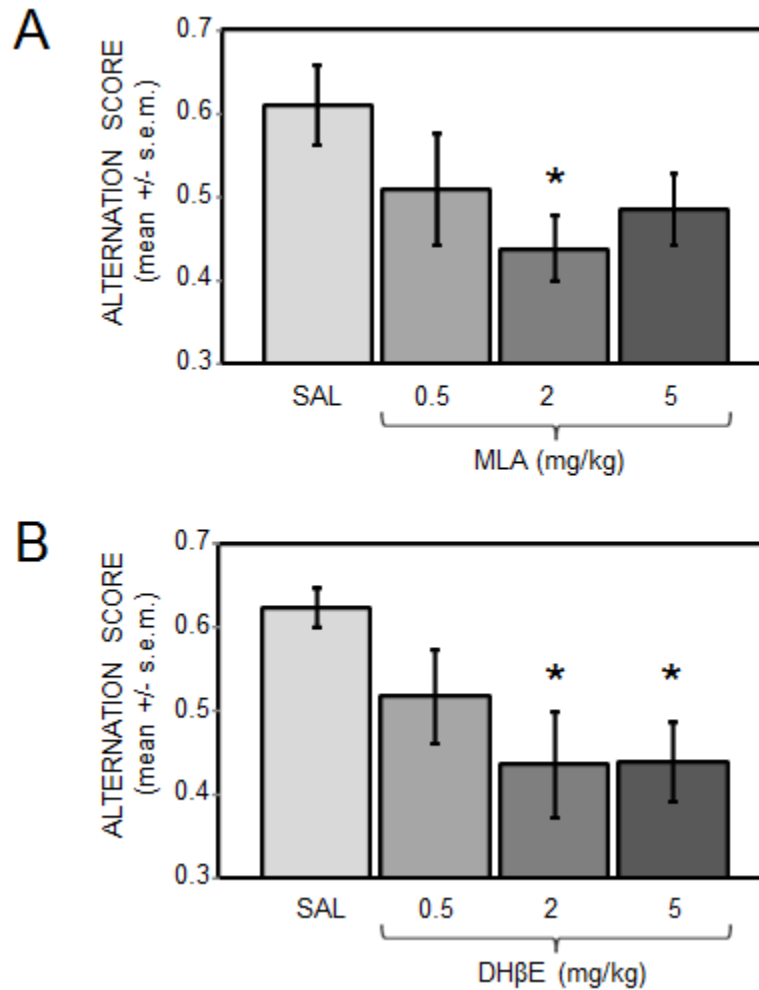 A
ALTERNATION SCORE
(mean +/- s.e.m.)
0.7
0.6
0.5
0.4
0.3
*
SAL 0.5 2 5
MLA (mg/kg)
B
ALTERNATION SCORE
(mean +/- s.e.m.)
0.7
0.6
0.5
0.4
0.3
* *
SAL 0.5 2 5
DHβE (mg/kg)